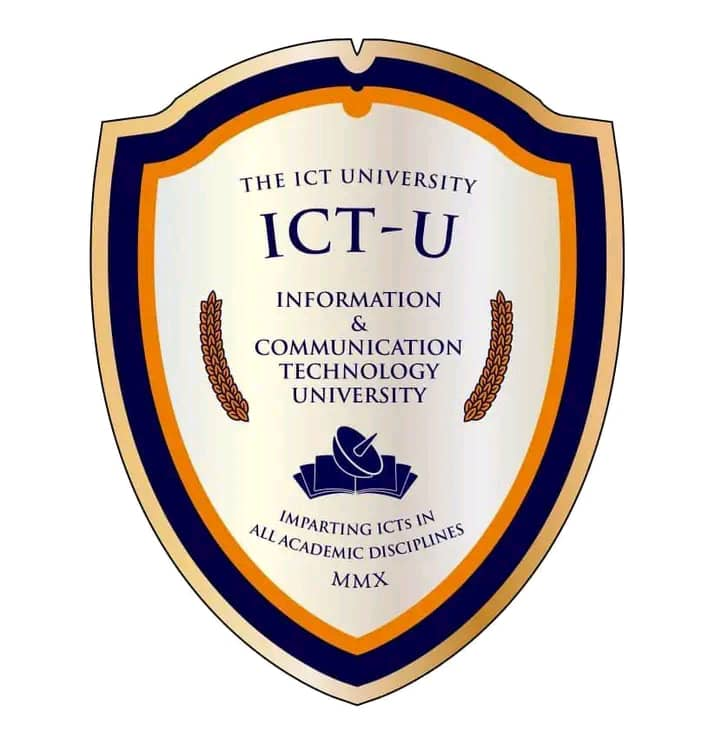 THE ICT UNIVERSITY
ICT-U
INFORMATION
&
COMMUNICATION
TECHNOLOGY
UNIVERSITY
IMPARTING ICTs IN
ALL ACADEMIC DISCIPLINES
MMX